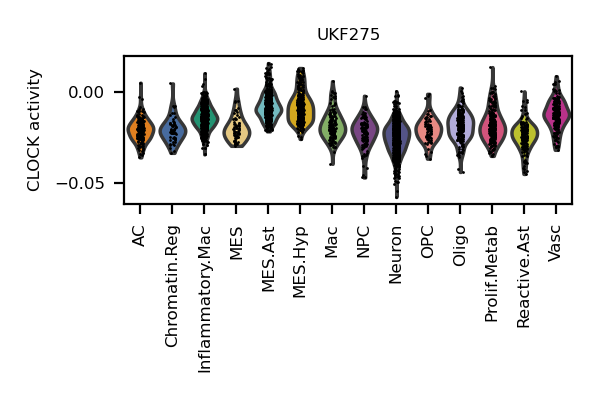 UKF275
CLOCK activity
0.00
−0.05
AC
Chromatin.Reg
Inflammatory.Mac
MES
MES.Ast
MES.Hyp
Mac
NPC
Neuron
OPC
Oligo
Prolif.Metab
Reactive.Ast
Vasc